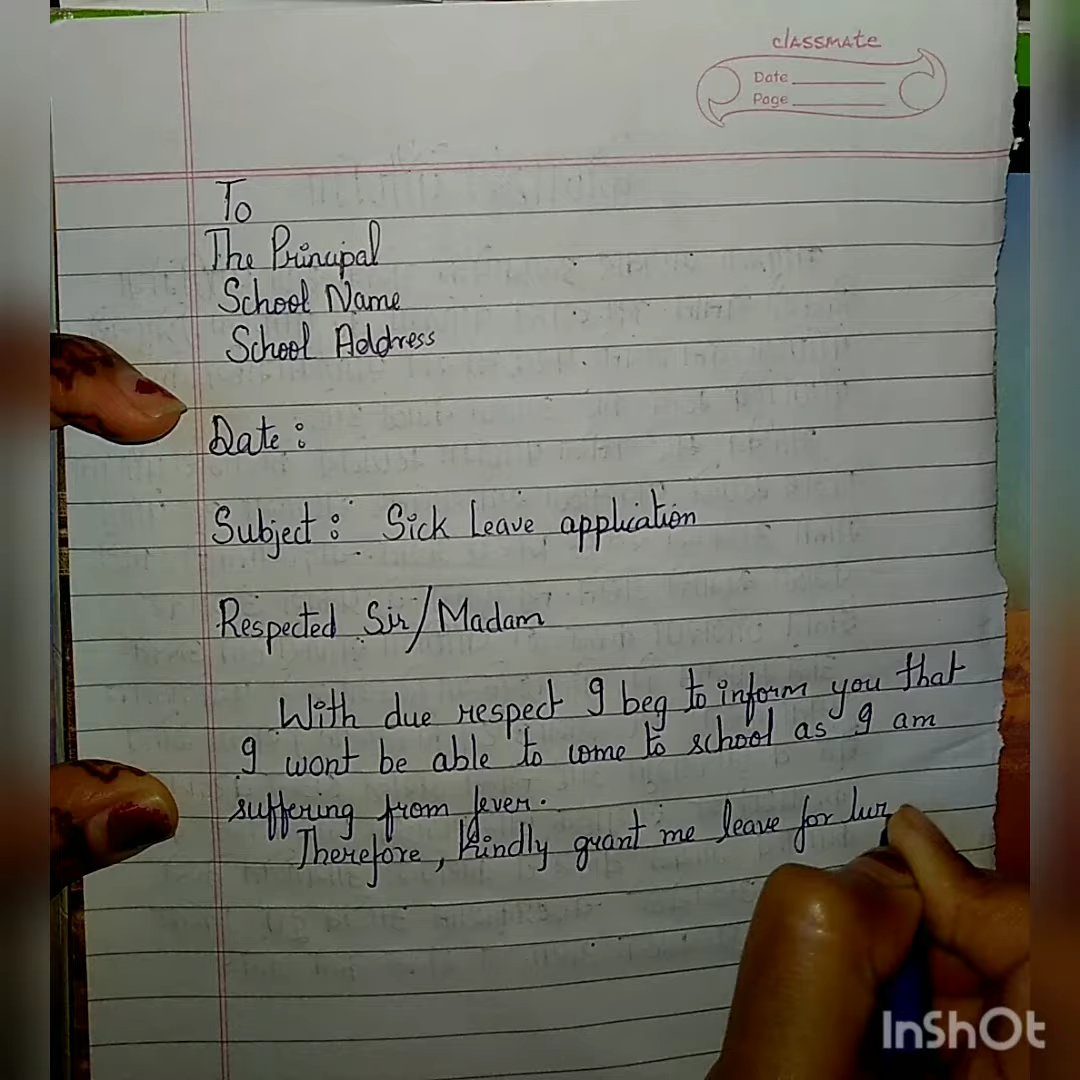 classmate
Date
Page
To
The Principal
School Name
School Address
Date :
Subject : Sick Leave application
Respected Sir/Madam
With due respect I beg to inform you that
I wont be able to come to school as I am
suffering from fever.
Therefore, kindly grant me leave for
InShOt